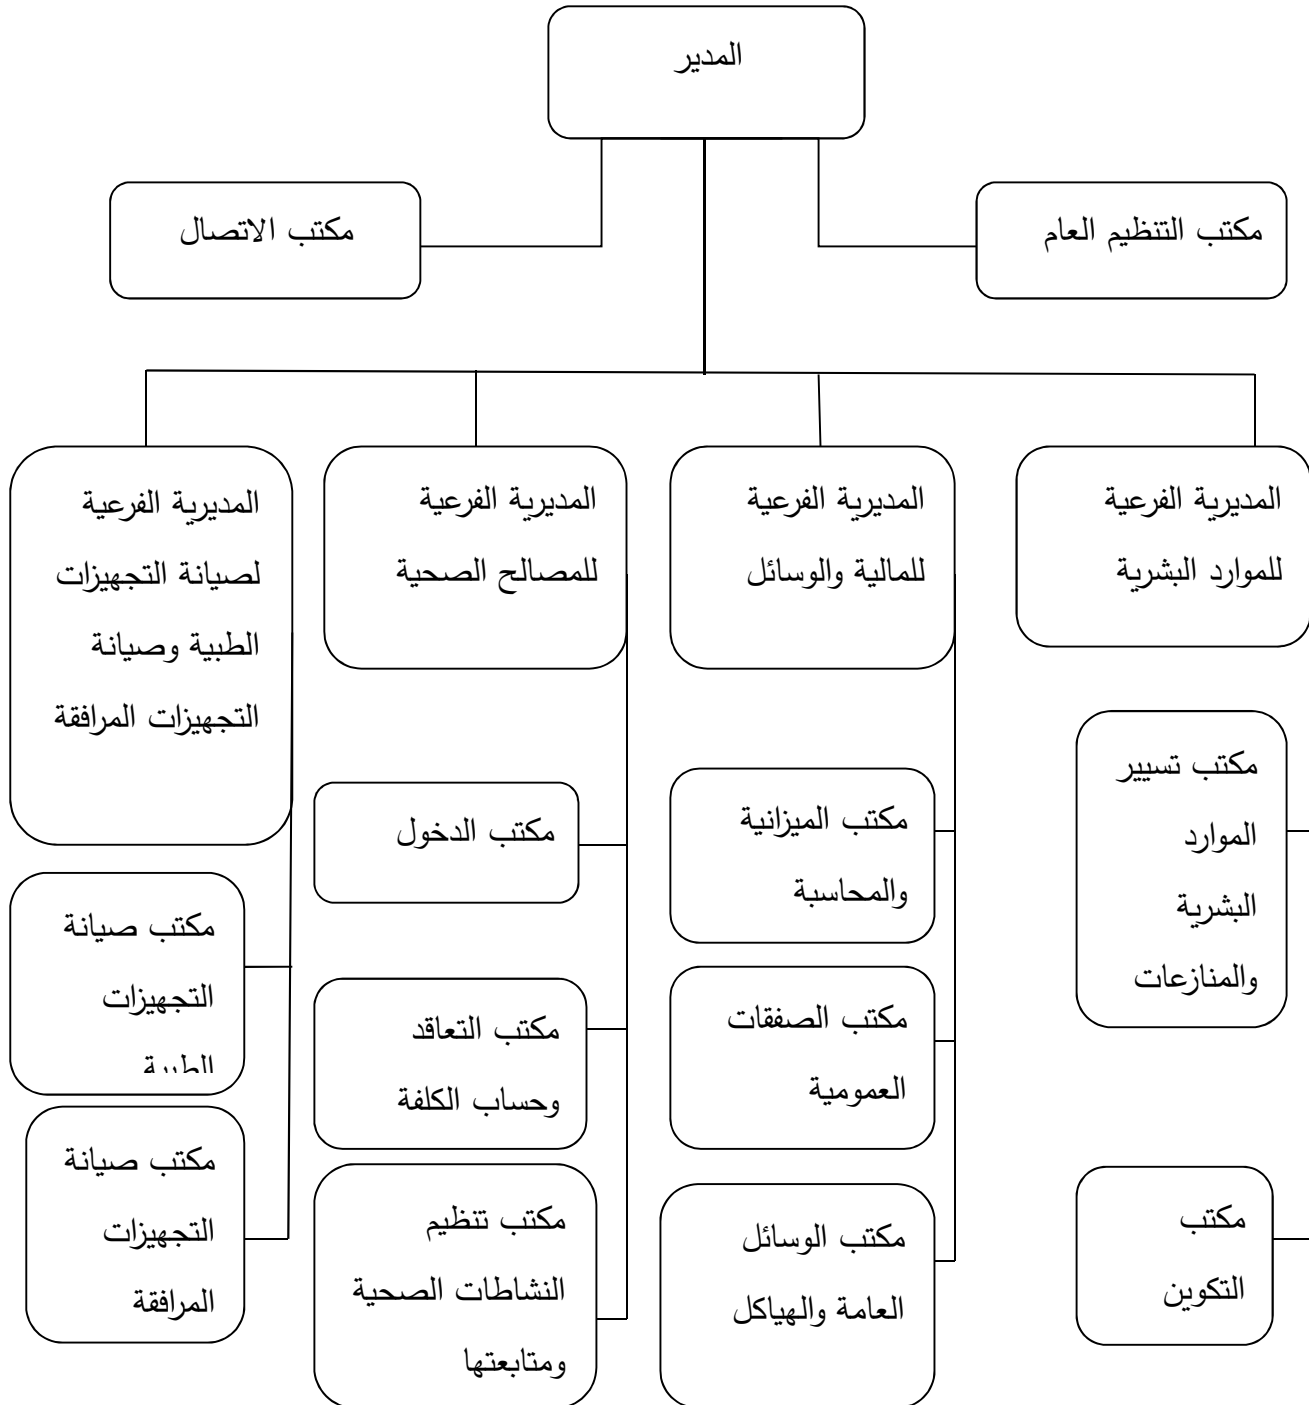 المدير
مكتب التنظيم العام
مكتب الاتصال
المديرية الفرعية
للموارد البشرية
المديرية الفرعية
للمالية والوسائل
المديرية الفرعية
للمصالح الصحية
المديرية الفرعية
لصيانة التجهيزات
الطبية وصيانة
التجهيزات المرافقة
مكتب تسيير
الموارد
البشرية
والمنازعات
مكتب
التكوين
مكتب الميزانية
والمحاسبة
مكتب الصفقات
العمومية
مكتب الوسائل
العامة والهياكل
مكتب الدخول
مكتب التعاقد
وحساب الكلفة
مكتب تنظيم
النشاطات الصحية
ومتابعتها
مكتب صيانة
التجهيزات
الطبية
مكتب صيانة
التجهيزات
المرافقة